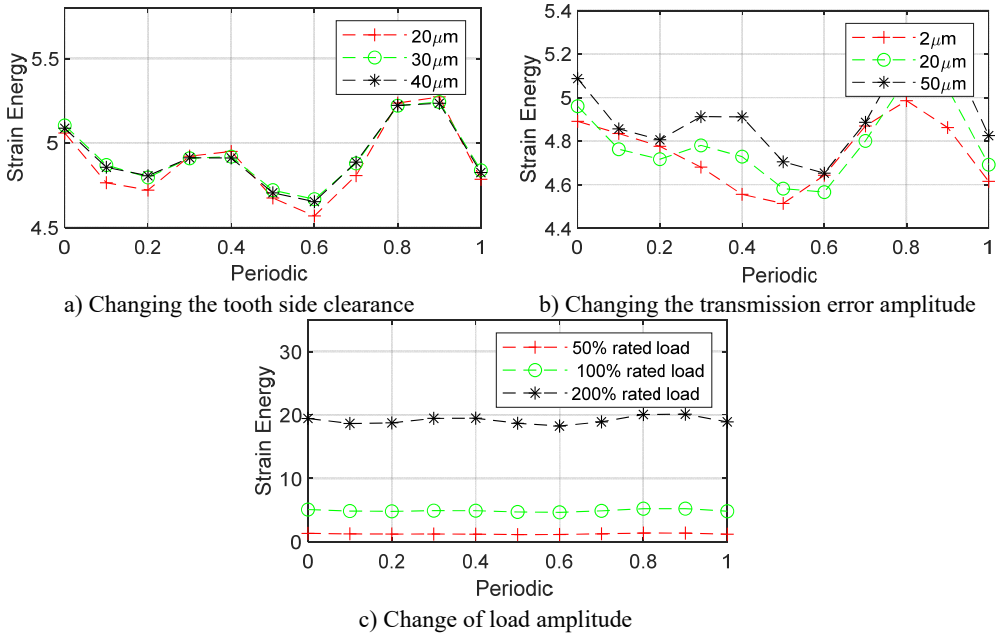 20μm
30μm
40μm
5.5
5
4.5
Strain Energy
0 0.2 0.4 0.6 0.8 1
Periodic
a) Changing the tooth side clearance
2μm
20μm
50μm
5.4
5.2
5
4.8
4.6
4.4
Strain Energy
0 0.2 0.4 0.6 0.8 1
Periodic
b) Changing the transmission error amplitude
50% rated load
100% rated load
200% rated load
30
20
10
0
Strain Energy
0 0.2 0.4 0.6 0.8 1
Periodic
c) Change of load amplitude